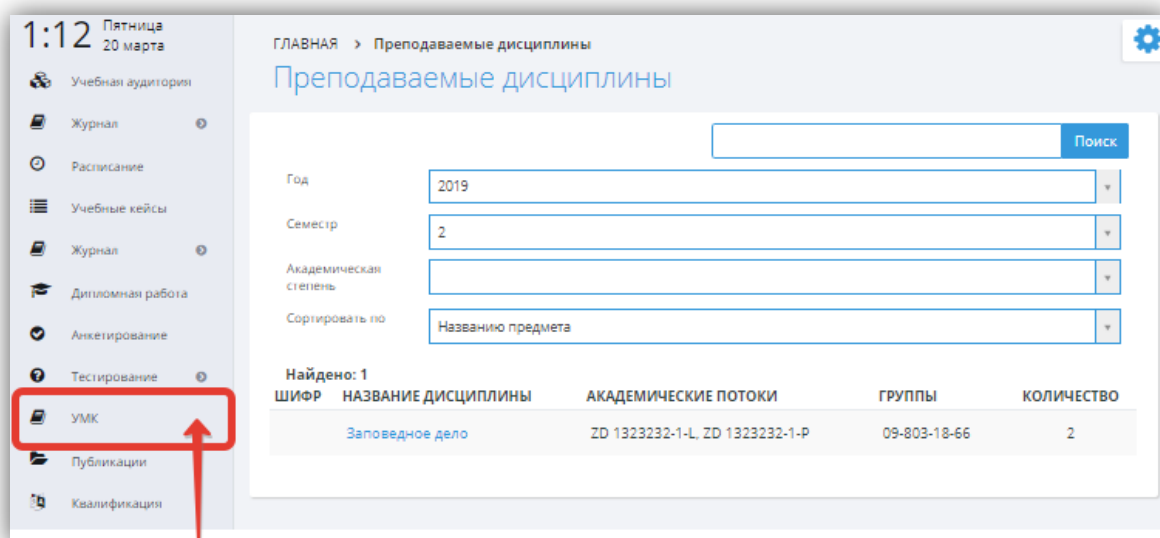 1:12 Пятница
20 марта
Учебная аудитория
Журнал
Расписание
Учебные кейсы
Журнал
Дипломная работа
Анкетирование
Тестирование
УМК
Публикации
Квалификация
ГЛАВНАЯ > Преподаваемые дисциплины
Преподаваемые дисциплины
Поиск
Год 2019
Семестр 2
Академическая
степень
Сортировать по Названию предмета
Найдено: 1
ШИФР НАЗВАНИЕ ДИСЦИПЛИНЫ АКАДЕМИЧЕСКИЕ ПОТОКИ ГРУППЫ КОЛИЧЕСТВО
Заповедное дело ZD 1323232-1-L, ZD 1323232-1-P 09-803-18-66 2